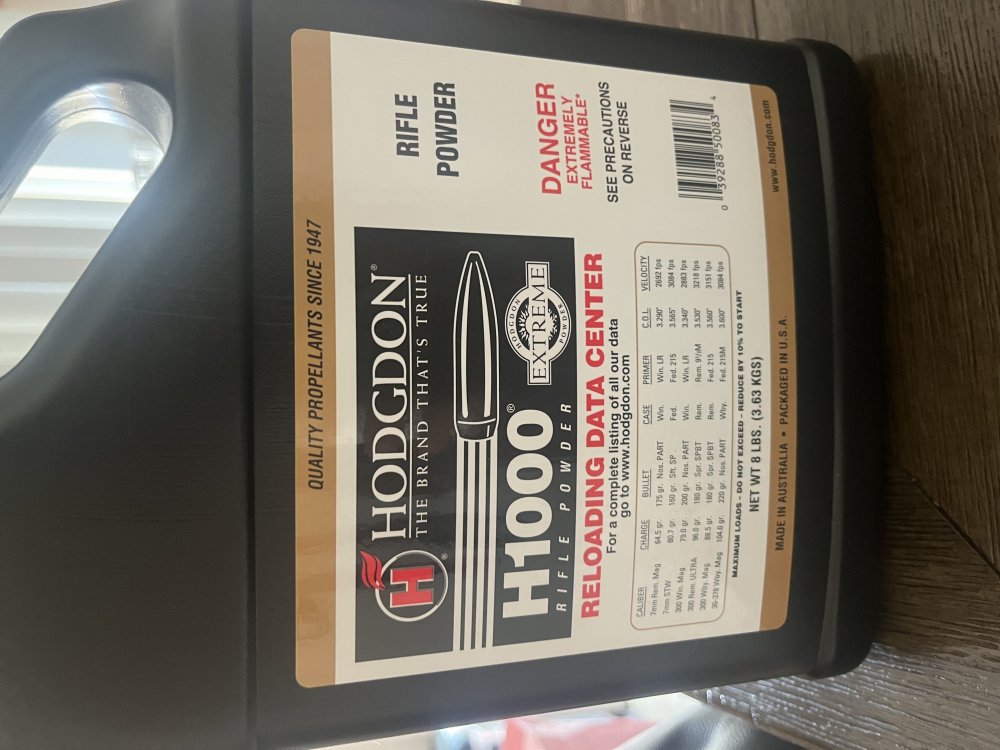 QUALITY PROPELLANTS SINCE 1947
H®
HODGDON®
THE BRAND THAT'S TRUE
H1000®
RIFLE POWDER
HODGDON
EXTREME
POWDER
RIFLE
POWDER
DANGER
EXTREMELY
FLAMMABLE*
SEE PRECAUTIONS
ON REVERSE
RELOADING DATA CENTER
For a complete listing of all our data
go to www.hodgdon.com
CALIBER CHARGE BULLET CASE PRIMER C.O.L. VELOCITY
7mm Rem. Mag 64.5 gr. 175 gr. Nos. PART Win. Win. LR 3.290" 2692 fps
7mm STW 80.7 gr. 160 gr. Sft. SP Fed. Fed. 215 3.565" 3084 fps
300 Win. Mag 79.0 gr. 200 gr. Nos. PART Win. Win. LR 3.340" 2883 fps
300 Rem. ULTRA 96.0 gr. 180 gr. Spr. SPBT Rem. Rem. 9½M 3.530" 3218 fps
300 Wby. Mag 88.5 gr. 180 gr. Spr. SPBT Rem. Fed. 215 3.560" 3151 fps
30-378 Wby. Mag 104.0 gr. 220 gr. Nos. PART Wby. Fed. 215M 3.600" 3084 fps
MAXIMUM LOADS - DO NOT EXCEED - REDUCE BY 10% TO START
NET WT 8 LBS. (3.63 KGS)
0 39288 50083 4
MADE IN AUSTRALIA • PACKAGED IN U.S.A.
www.hodgdon.com